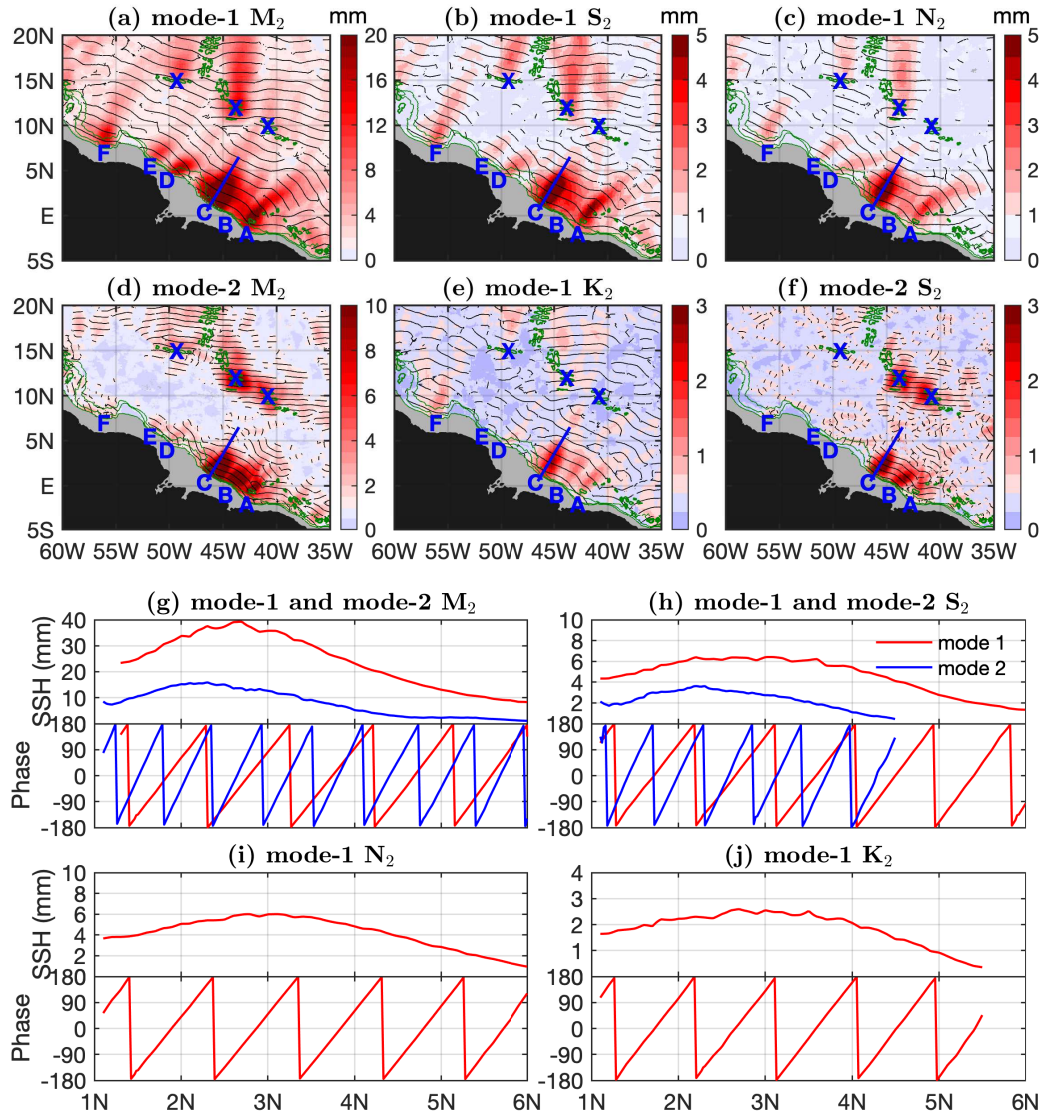 (a) mode-1 M₂ mm (b) mode-1 S₂ mm (c) mode-1 N₂ mm
20N 20 5 5
15N 16 4 4
10N 12 3 3
5N 8 2 2
E 4 1 1
5S 0 0 0
X X X X X X X X X
F E D C B A F E D C B A F E D C B A
(d) mode-2 M₂ (e) mode-1 K₂ (f) mode-2 S₂
20N 10 3 3
15N 8
10N 6 2 2
5N 4 1 1
E 2
5S 0 0 0
X X X X X X X X X
F E D C B A F E D C B A F E D C B A
60W 55W 50W 45W 40W 35W 60W 55W 50W 45W 40W 35W 60W 55W 50W 45W 40W 35W
(g) mode-1 and mode-2 M₂ (h) mode-1 and mode-2 S₂
SSH (mm) 40 30 20 10
10 8 6 4 2
mode 1
mode 2
Phase 180 90 0 -90 -180
180 90 0 -90 -180
(i) mode-1 N₂ (j) mode-1 K₂
SSH (mm) 10 8 6 4 2
4 3 2 1
Phase 180 90 0 -90 -180
180 90 0 -90 -180
1N 2N 3N 4N 5N 6N 1N 2N 3N 4N 5N 6N